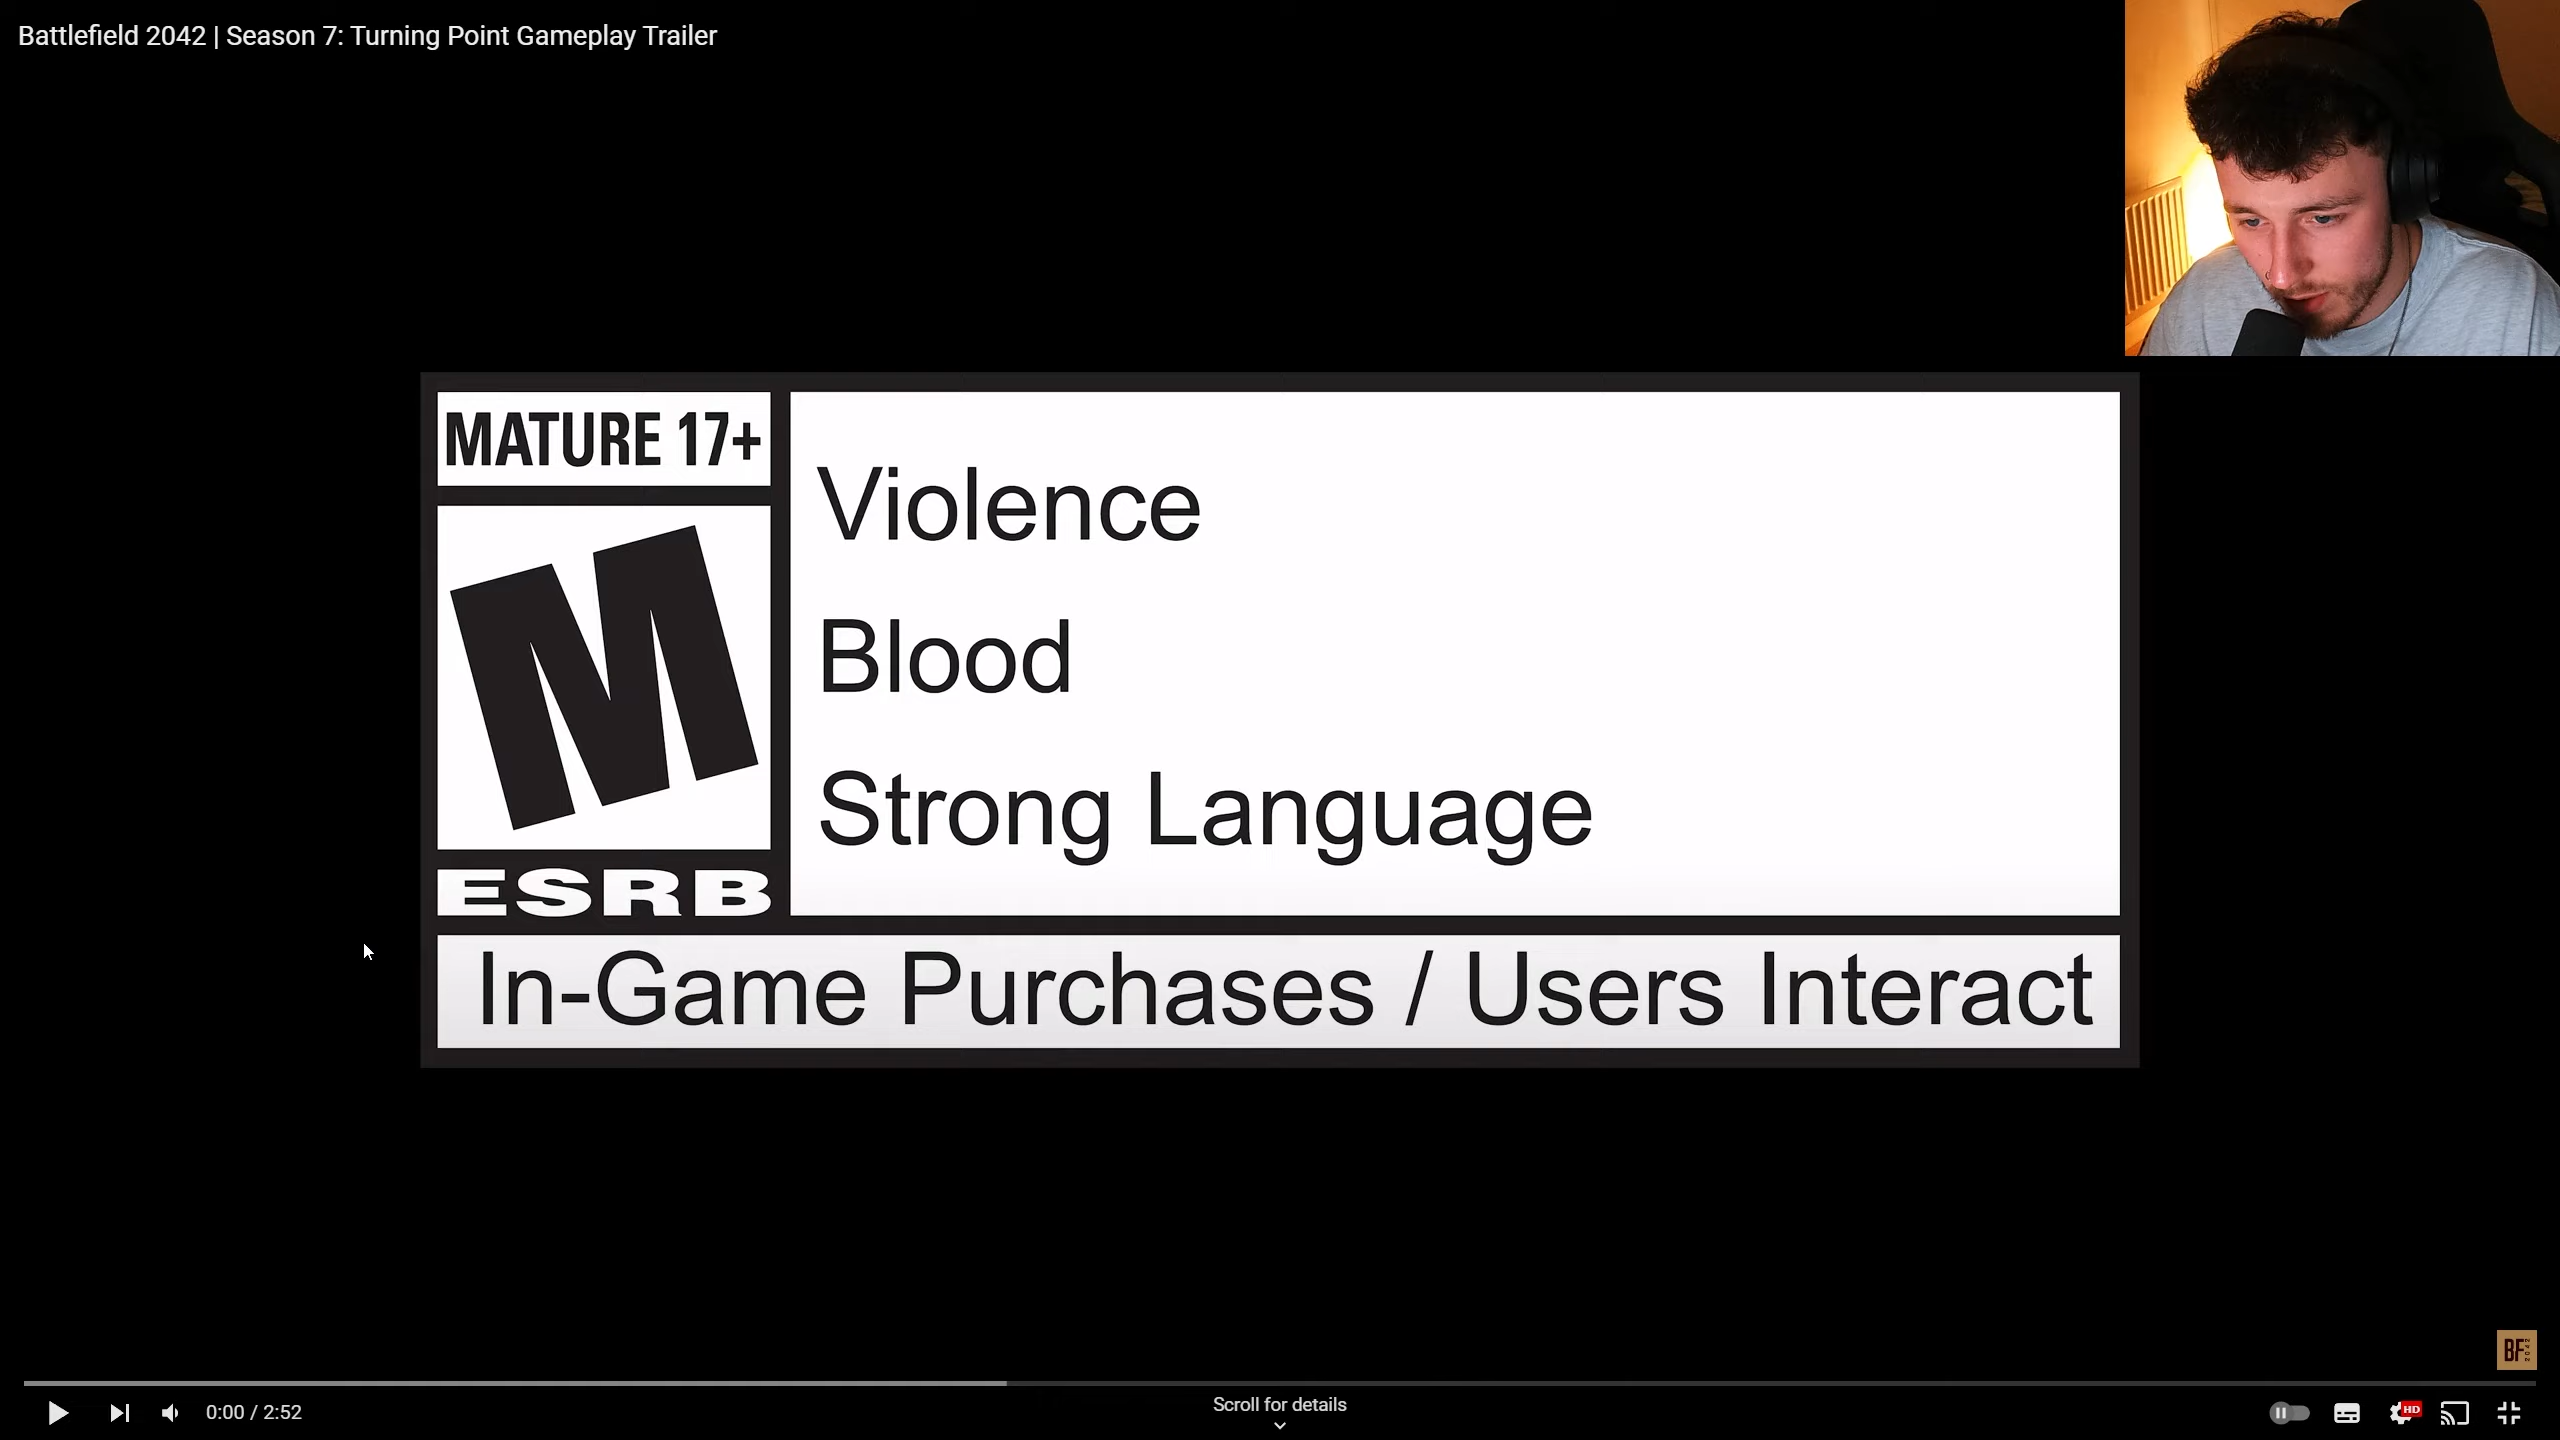 Battlefield 2042 | Season 7: Turning Point Gameplay Trailer
MATURE 17+
M
ESRB
Violence
Blood
Strong Language
In-Game Purchases / Users Interact
BF 2042
0:00 / 2:52
Scroll for details
HD